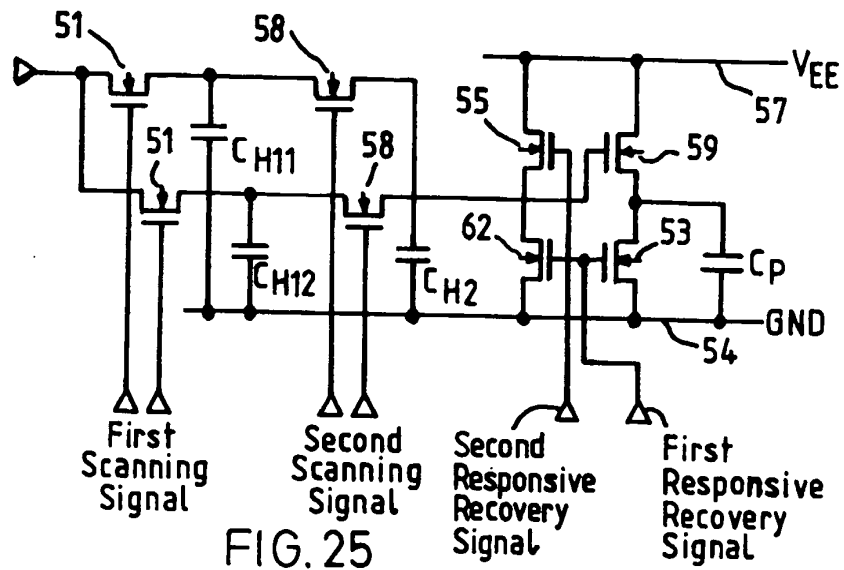 51
58
VEE
57
55
59
CH11
51
58
62
53
CH12
CH2
CP
GND
54
First
Scanning
Signal
Second
Scanning
Signal
Second
Responsive
Recovery
Signal
First
Responsive
Recovery
Signal
FIG. 25